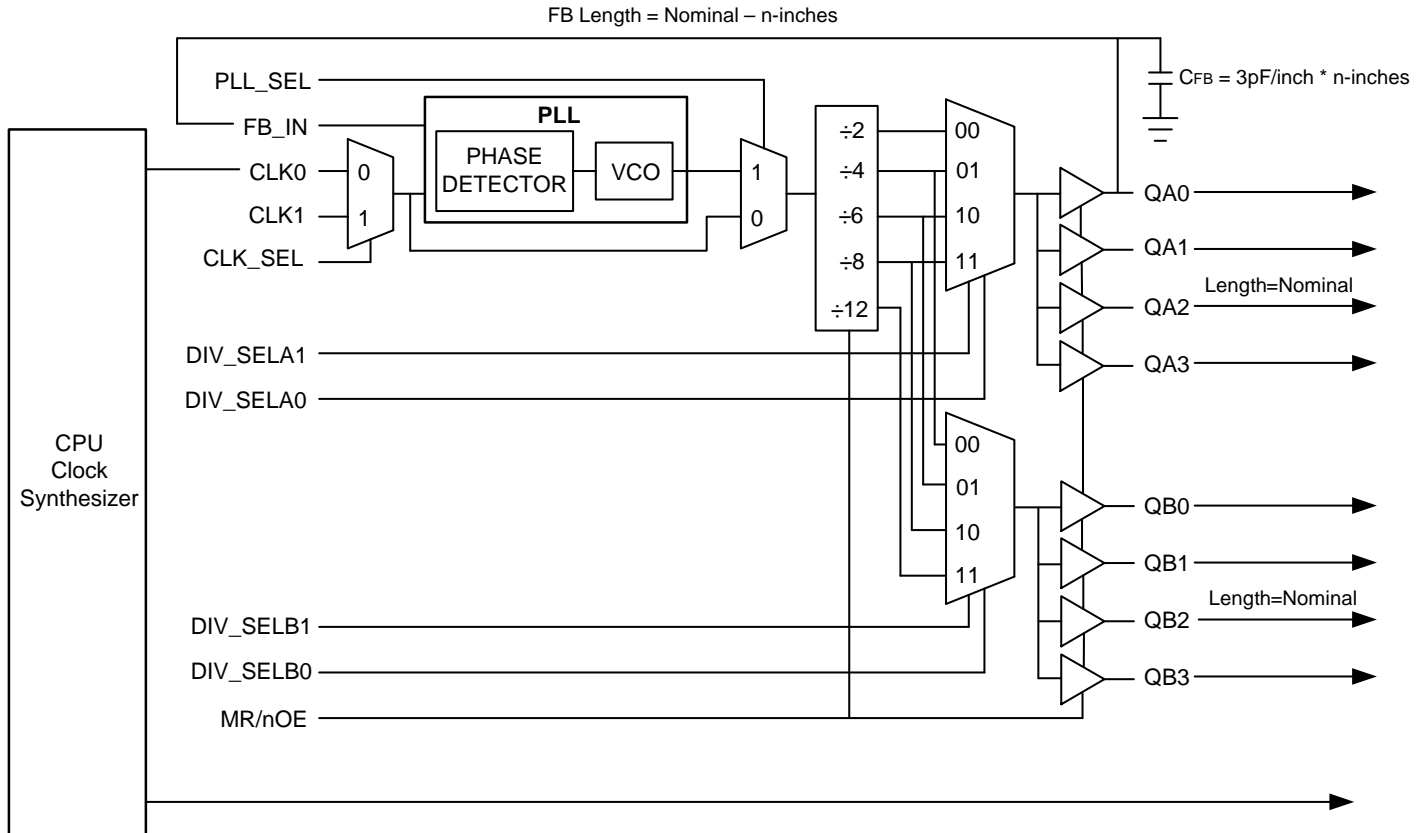 FB Length = Nominal – n-inches
CFB = 3pF/inch * n-inches
PLL_SEL
FB_IN
CLK0
CLK1
CLK_SEL
0
1
PLL
PHASE
DETECTOR
VCO
1
0
÷2
÷4
÷6
÷8
÷12
00
01
10
11
QA0
QA1
Length=Nominal
QA2
QA3
DIV_SELA1
DIV_SELA0
CPU
Clock
Synthesizer
00
01
10
11
QB0
QB1
Length=Nominal
QB2
QB3
DIV_SELB1
DIV_SELB0
MR/nOE